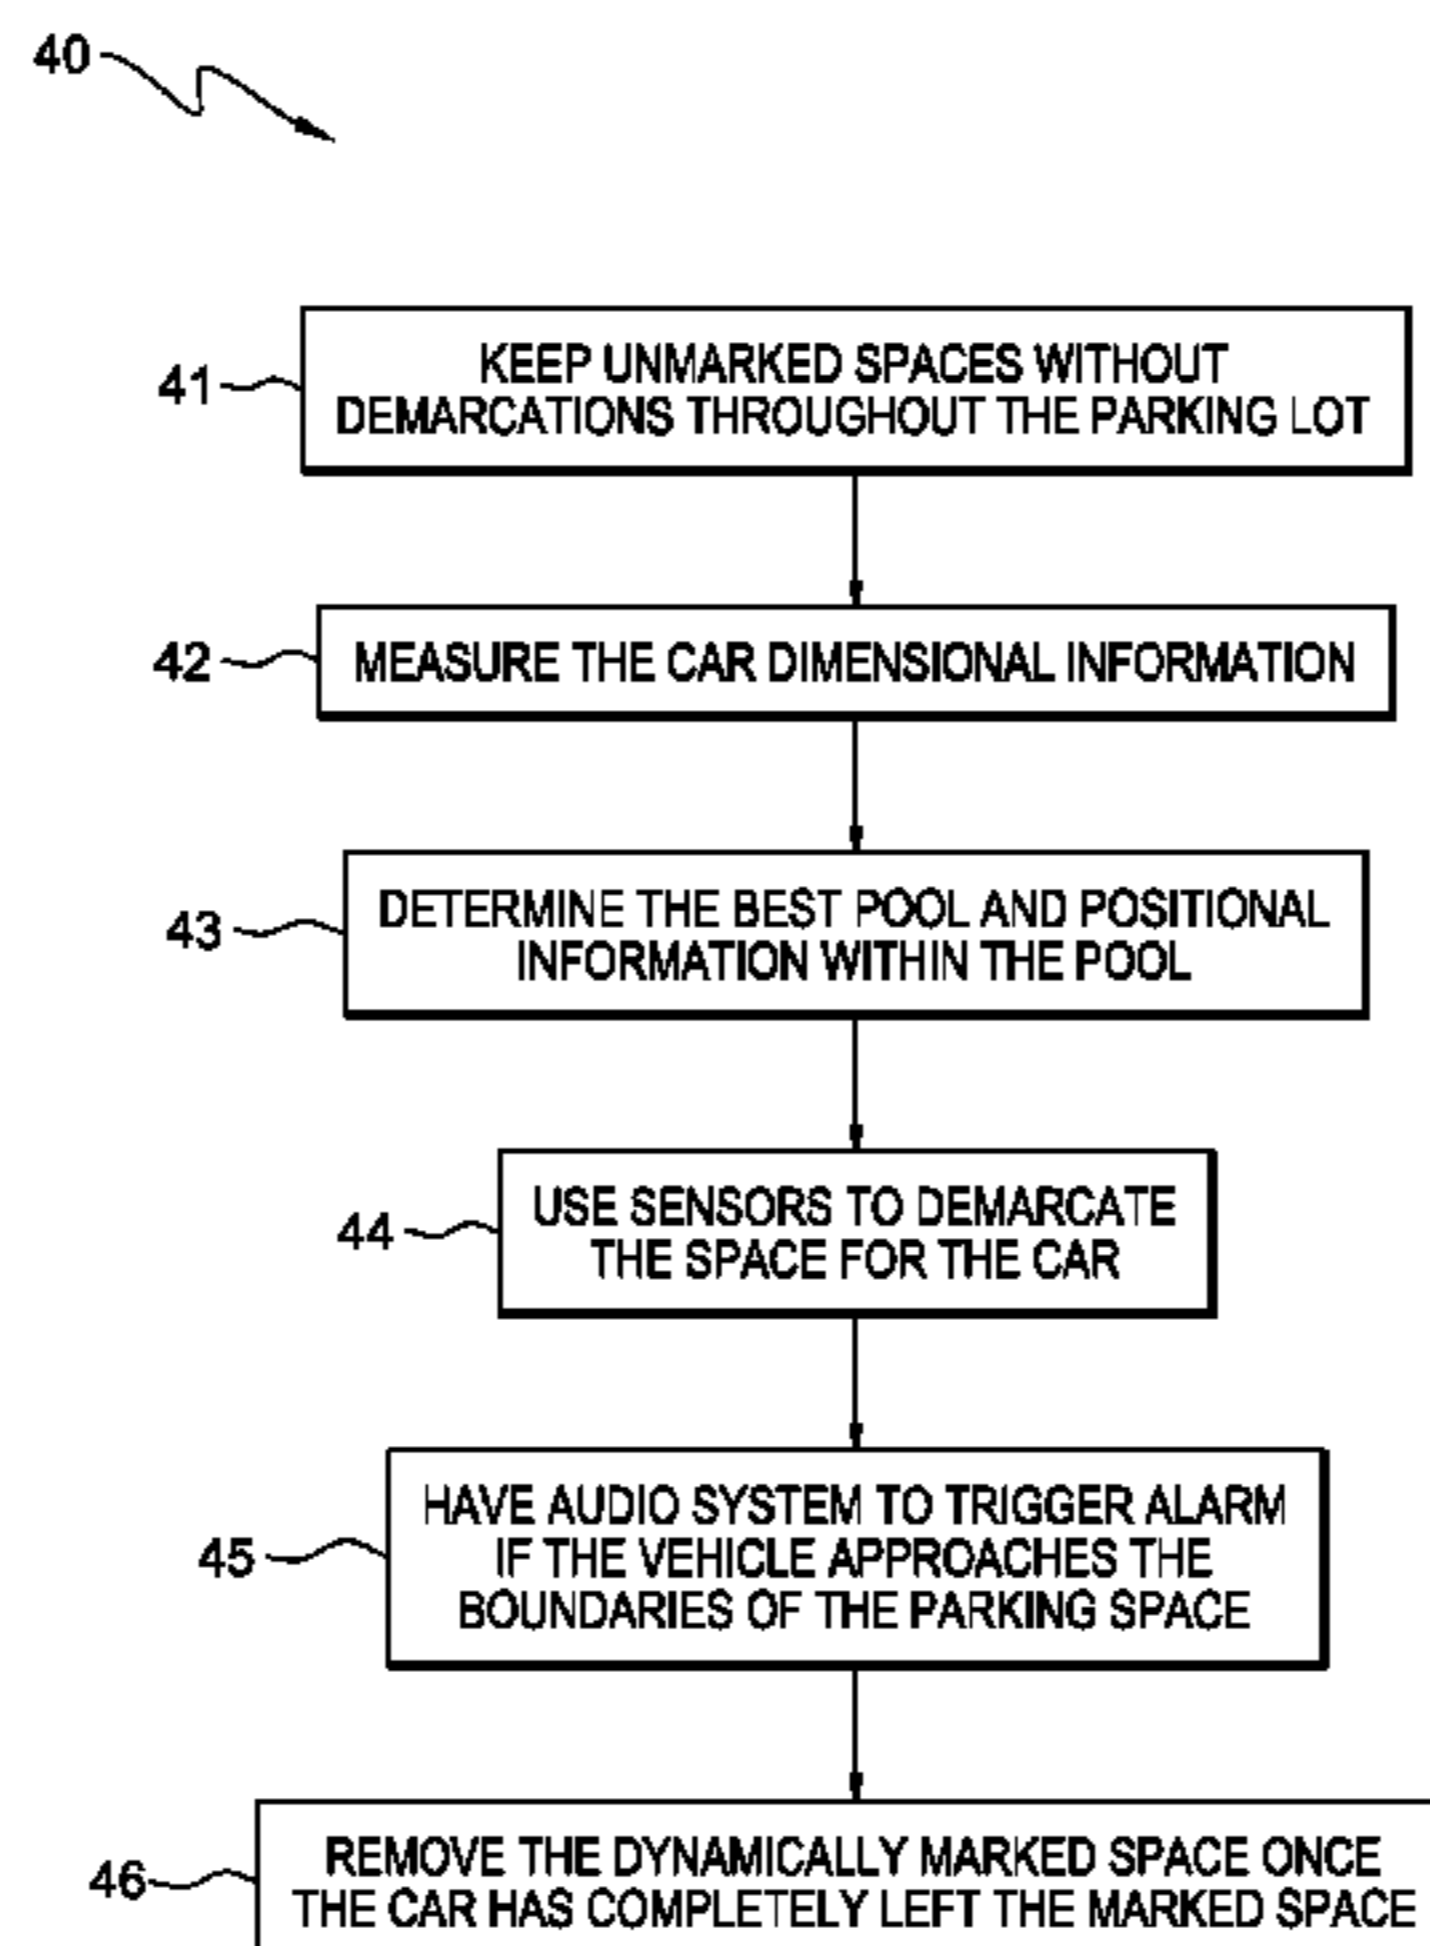 40
41
KEEP UNMARKED SPACES WITHOUT
DEMARCATIONS THROUGHOUT THE PARKING LOT
42
MEASURE THE CAR DIMENSIONAL INFORMATION
43
DETERMINE THE BEST POOL AND POSITIONAL
INFORMATION WITHIN THE POOL
44
USE SENSORS TO DEMARCATE
THE SPACE FOR THE CAR
45
HAVE AUDIO SYSTEM TO TRIGGER ALARM
IF THE VEHICLE APPROACHES THE
BOUNDARIES OF THE PARKING SPACE
46
REMOVE THE DYNAMICALLY MARKED SPACE ONCE
THE CAR HAS COMPLETELY LEFT THE MARKED SPACE